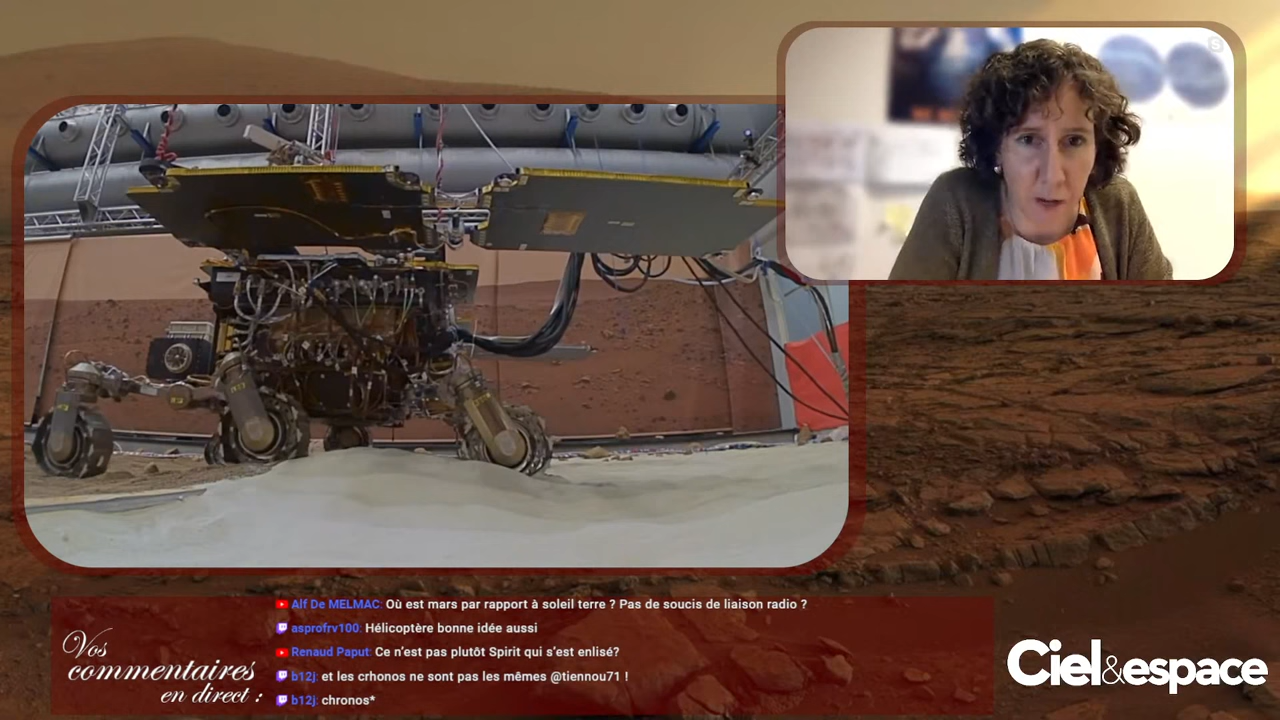 Alf De MELMAC: Où est mars par rapport à soleil terre ? Pas de soucis de liaison radio ?
asprofrv100: Hélicoptère bonne idée aussi
Renaud Paput: Ce n'est pas plutôt Spirit qui s'est enlisé?
b12j: et les crhonos ne sont pas les mêmes @tiennou71 !
b12j: chronos*
Vos
commentaires
en direct :
Ciel&espace